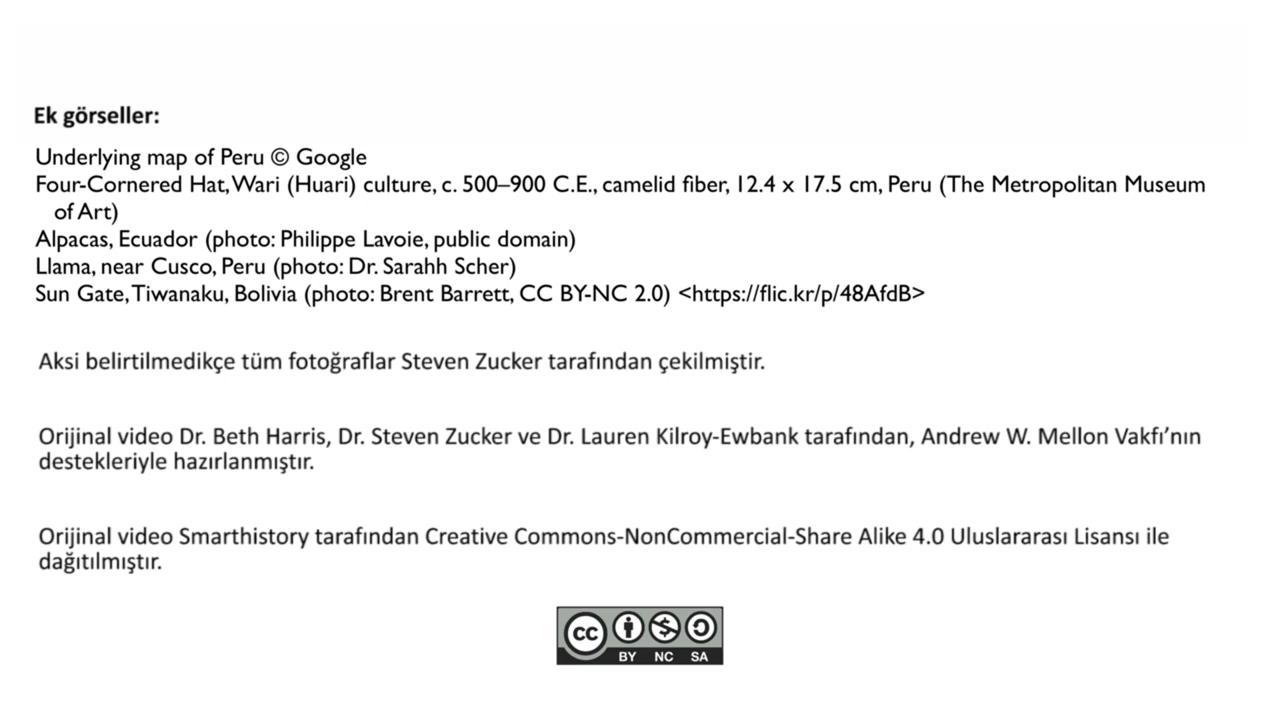 Ek görseller:
Underlying map of Peru © Google
Four-Cornered Hat, Wari (Huari) culture, c. 500–900 C.E., camelid fiber, 12.4 x 17.5 cm, Peru (The Metropolitan Museum
of Art)
Alpacas, Ecuador (photo: Philippe Lavoie, public domain)
Llama, near Cusco, Peru (photo: Dr. Sarahh Scher)
Sun Gate, Tiwanaku, Bolivia (photo: Brent Barrett, CC BY-NC 2.0) <https://flic.kr/p/48AfdB>
Aksi belirtilmedikçe tüm fotoğraflar Steven Zucker tarafından çekilmiştir.
Orijinal video Dr. Beth Harris, Dr. Steven Zucker ve Dr. Lauren Kilroy-Ewbank tarafından, Andrew W. Mellon Vakfı’nın
destekleriyle hazırlanmıştır.
Orijinal video Smarthistory tarafından Creative Commons-NonCommercial-Share Alike 4.0 Uluslararası Lisansı ile
dağıtılmıştır.
cc
BY NC SA